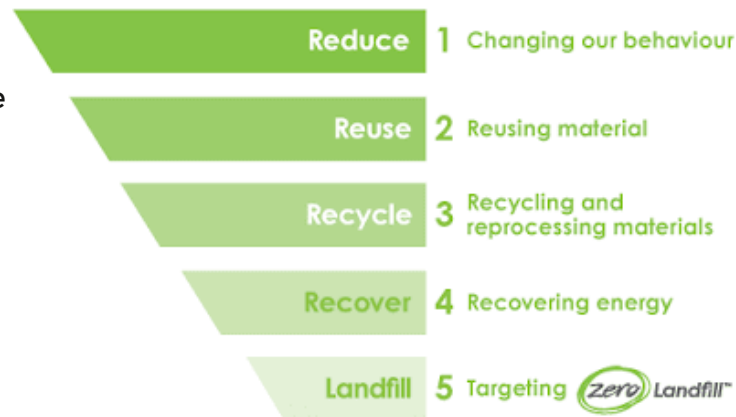 Reduce 1 Changing our behaviour
e
Reuse 2 Reusing material
Recycle 3 Recycling and
reprocessing materials
Recover 4 Recovering energy
Landfill 5 Targeting zero Landfill™